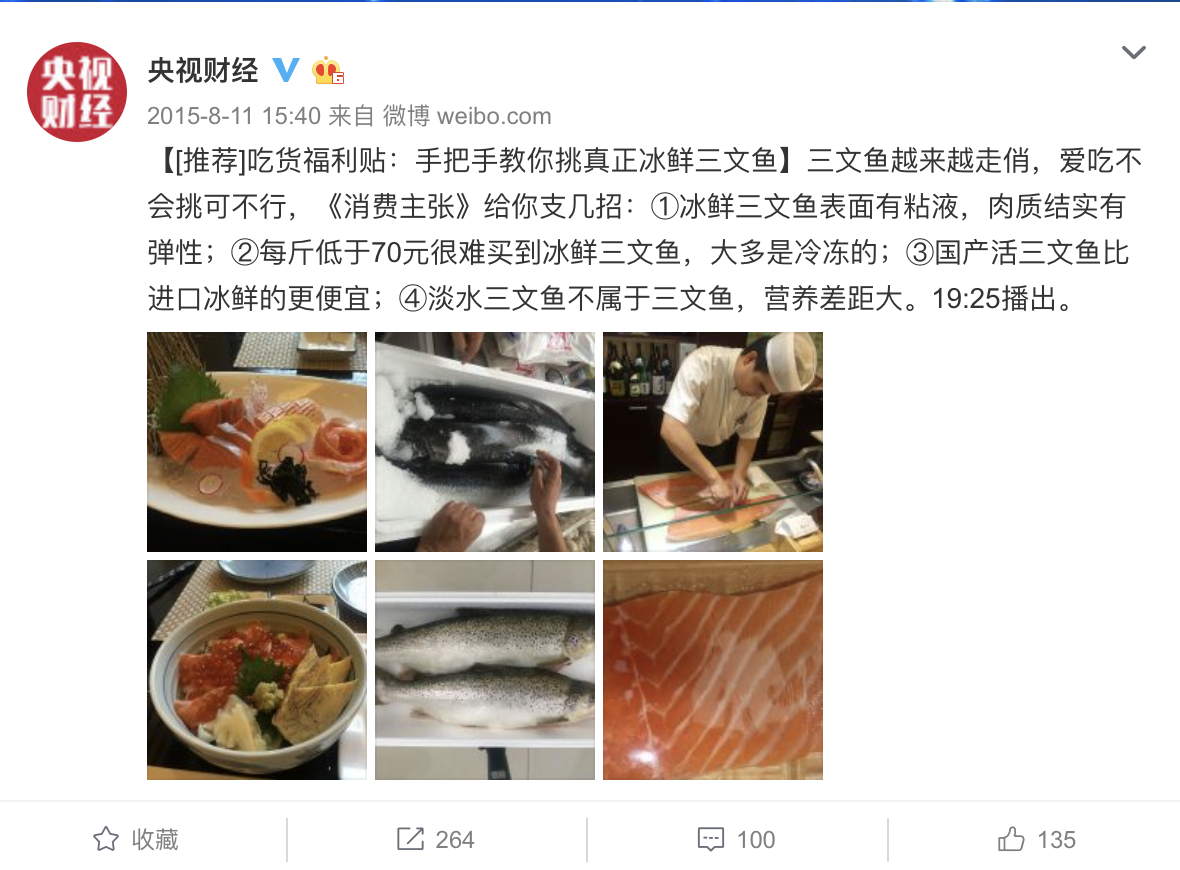 央视
财经
央视财经
2015-8-11 15:40 来自 微博 weibo.com
【[推荐]吃货福利贴：手把手教你挑真正冰鲜三文鱼】三文鱼越来越走俏，爱吃不
会挑可不行，《消费主张》给你支几招：①冰鲜三文鱼表面有粘液，肉质结实有
弹性；②每斤低于70元很难买到冰鲜三文鱼，大多是冷冻的；③国产活三文鱼比
进口冰鲜的更便宜；④淡水三文鱼不属于三文鱼，营养差距大。19:25播出。
收藏 264 100 135